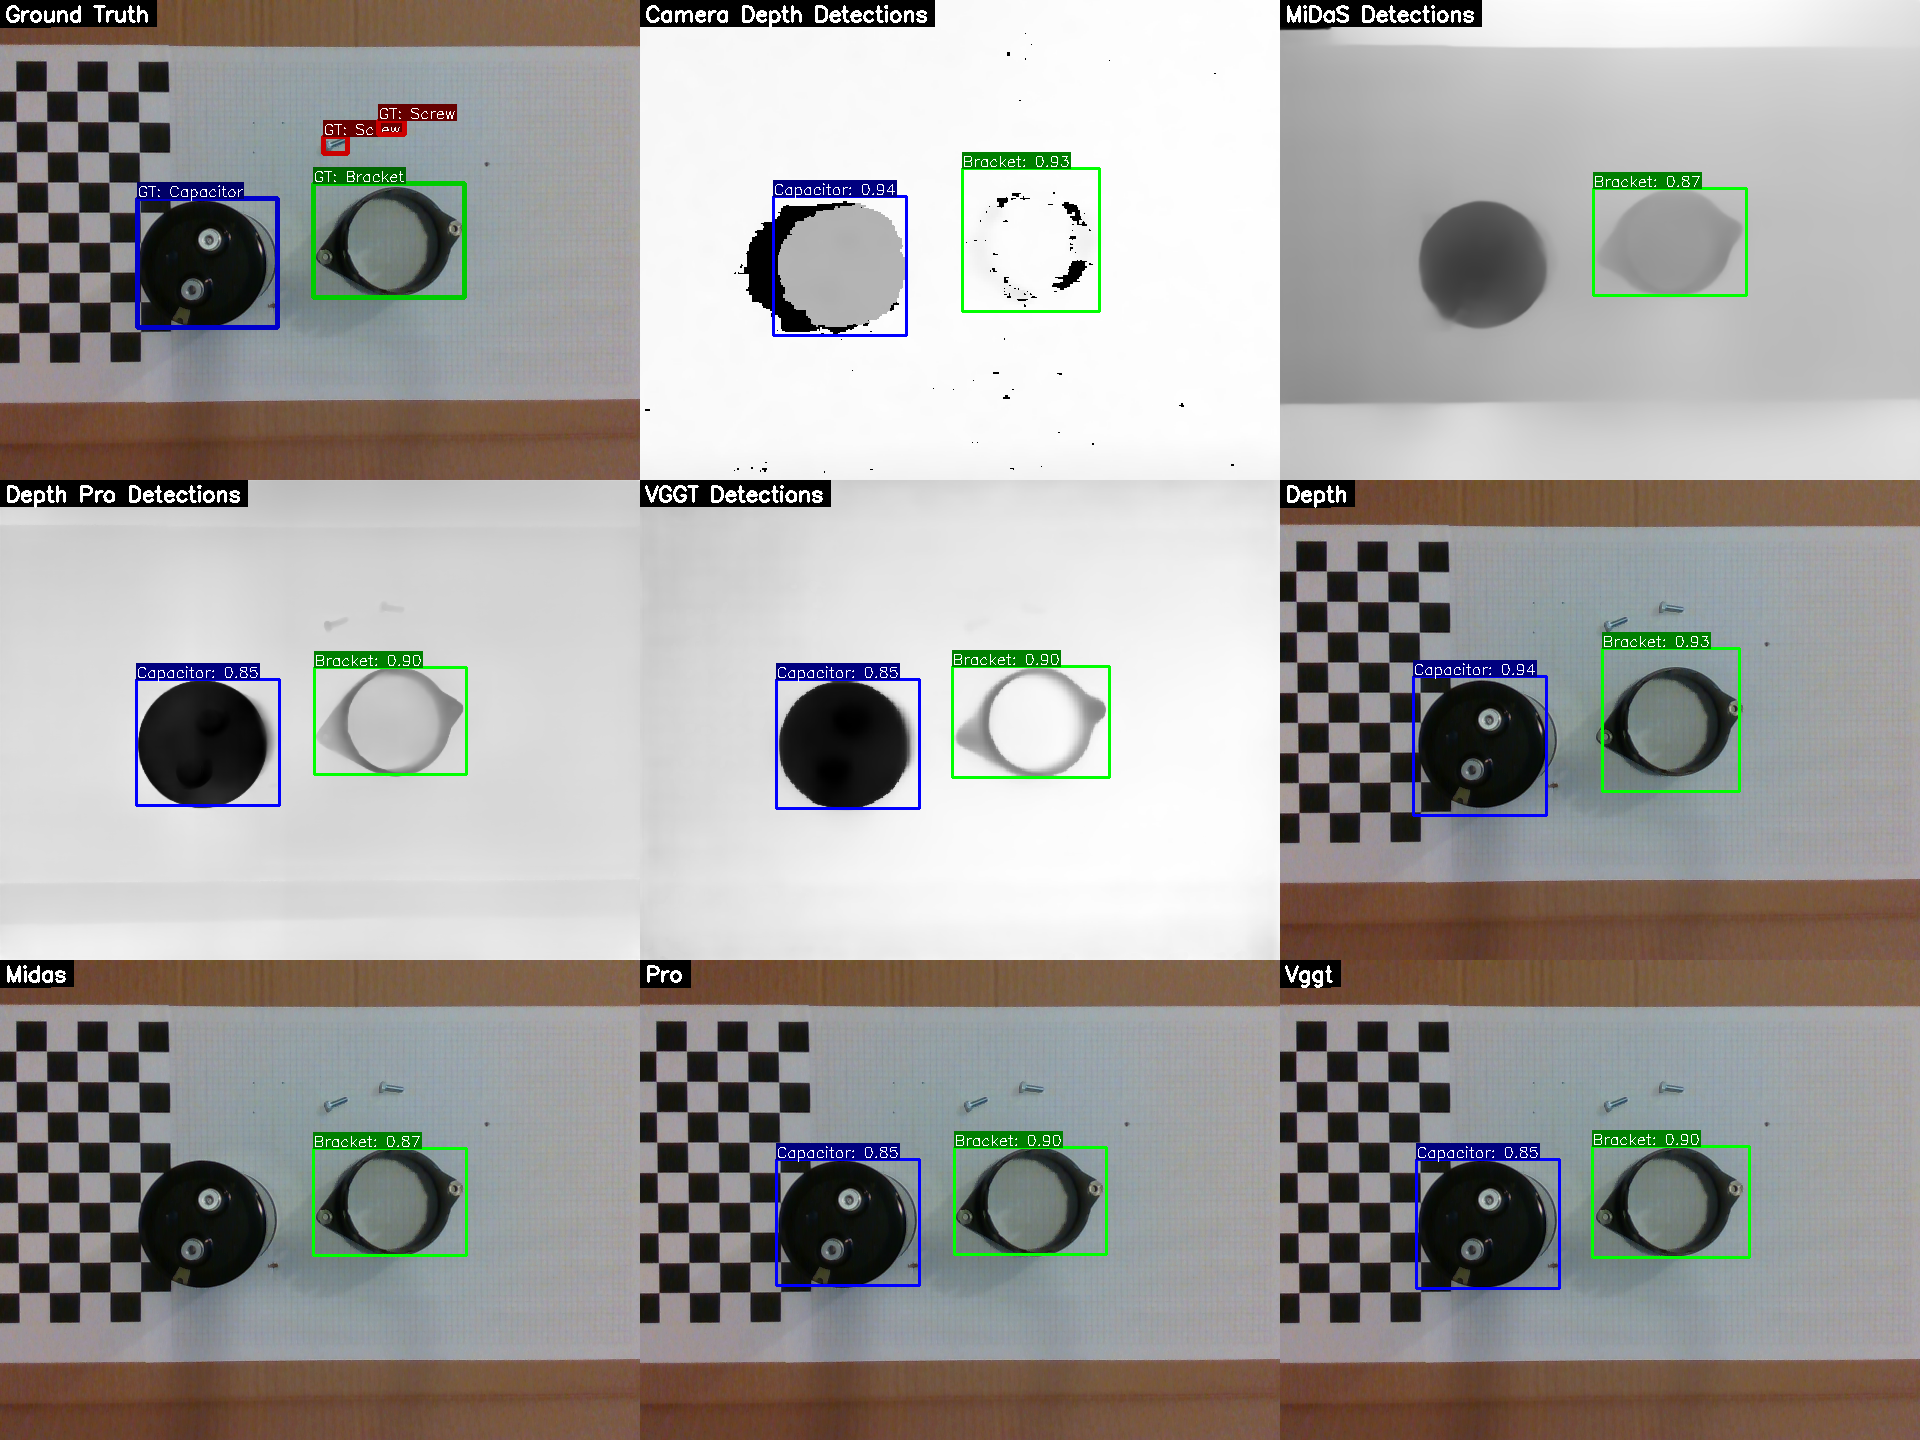 Ground Truth
GT: Screw
GT: Sc ew
GT: Bracket
GT: Capacitor
Camera Depth Detections
Bracket: 0.93
Capacitor: 0.94
MiDaS Detections
Bracket: 0.87
Depth Pro Detections
Bracket: 0.90
Capacitor: 0.85
VGGT Detections
Bracket: 0.90
Capacitor: 0.85
Depth
Bracket: 0.93
Capacitor: 0.94
Midas
Bracket: 0.87
Pro
Bracket: 0.90
Capacitor: 0.85
Vggt
Bracket: 0.90
Capacitor: 0.85